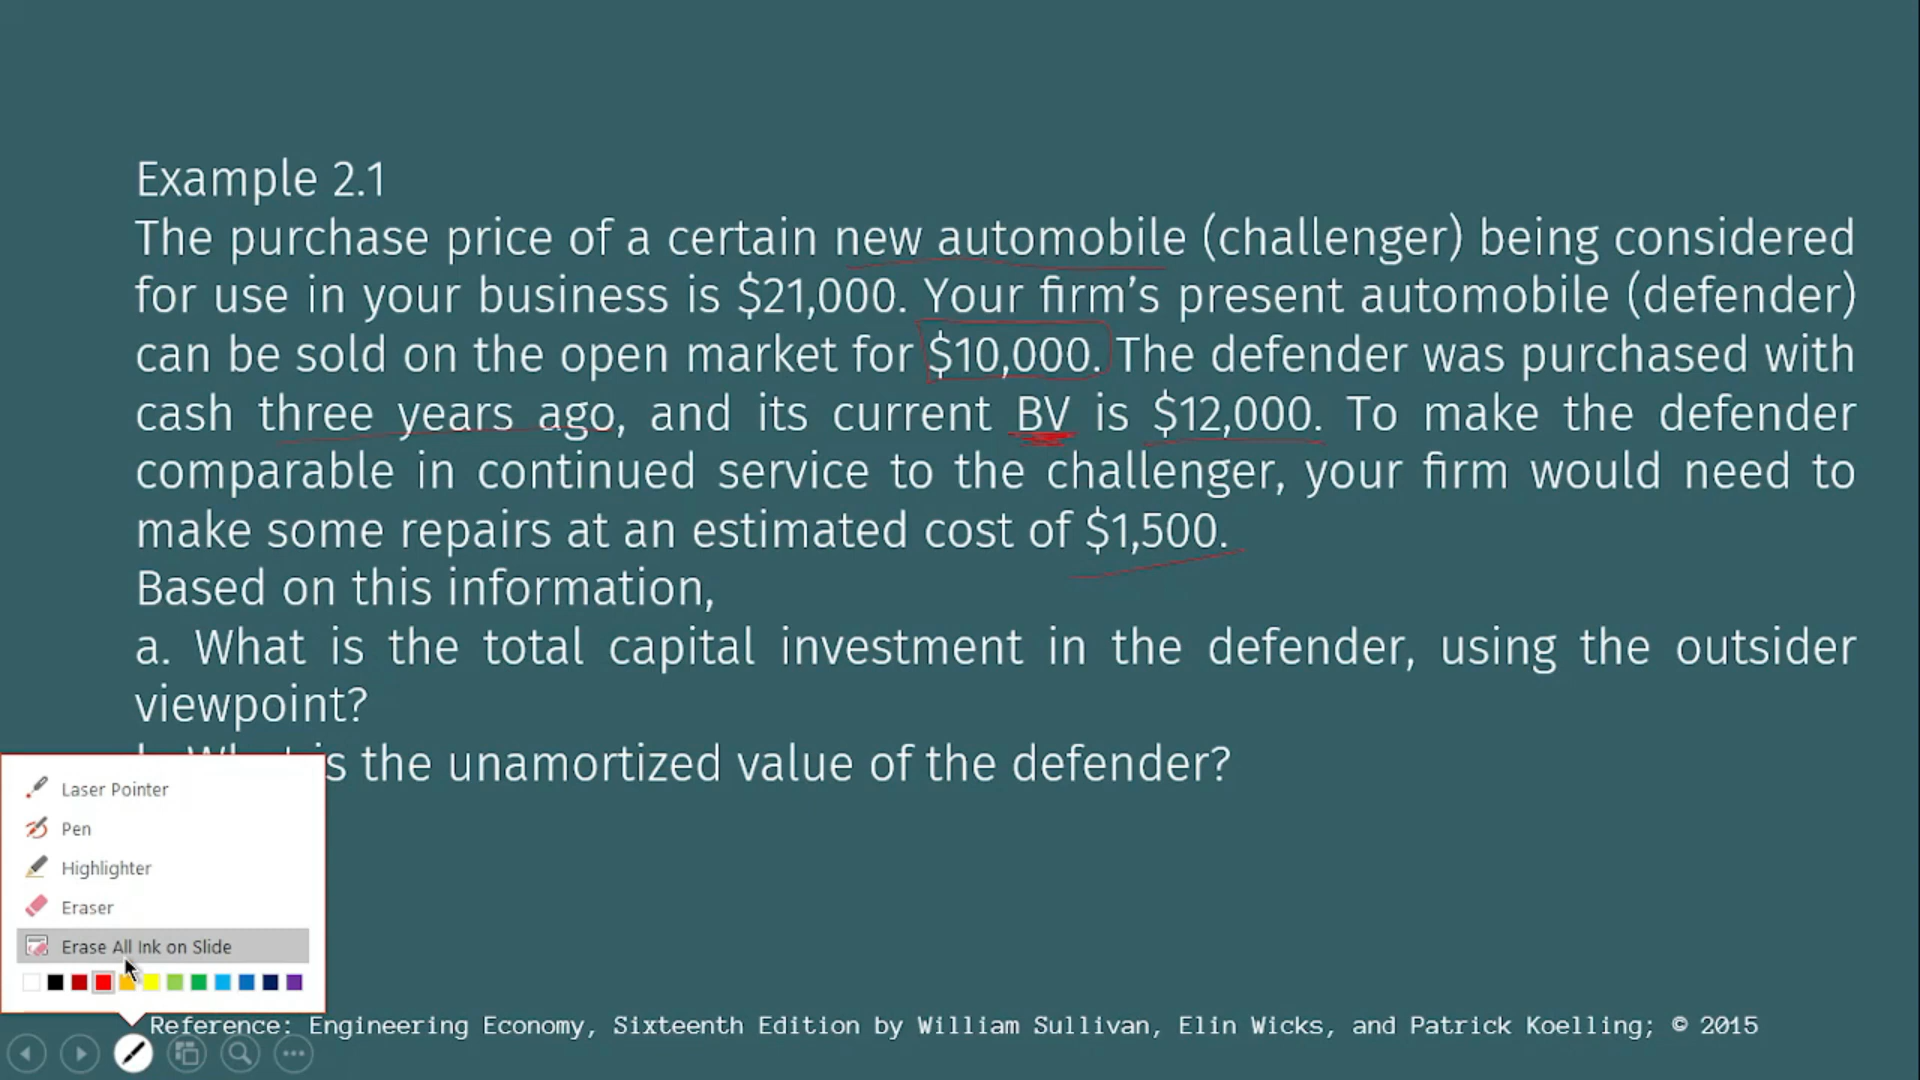 Example 2.1
The purchase price of a certain new automobile (challenger) being considered
for use in your business is $21,000. Your firm’s present automobile (defender)
can be sold on the open market for $10,000. The defender was purchased with
cash three years ago, and its current BV is $12,000. To make the defender
comparable in continued service to the challenger, your firm would need to
make some repairs at an estimated cost of $1,500.
Based on this information,
a. What is the total capital investment in the defender, using the outsider
viewpoint?
is the unamortized value of the defender?
Laser Pointer
Pen
Highlighter
Eraser
Erase All Ink on Slide
Reference: Engineering Economy, Sixteenth Edition by William Sullivan, Elin Wicks, and Patrick Koelling; © 2015